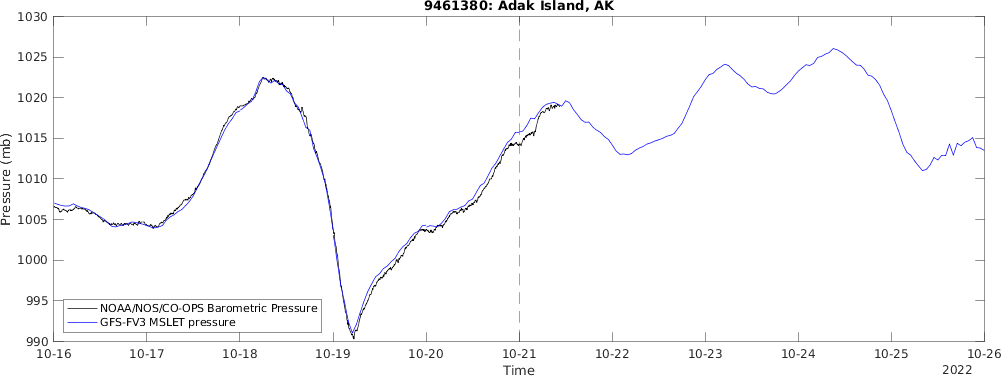 9461380: Adak Island, AK
Pressure (mb)
1030
1025
1020
1015
1010
1005
1000
995
990
NOAA/NOS/CO-OPS Barometric Pressure
GFS-FV3 MSLET pressure
10-16 10-17 10-18 10-19 10-20 10-21 10-22 10-23 10-24 10-25 10-26
Time
2022